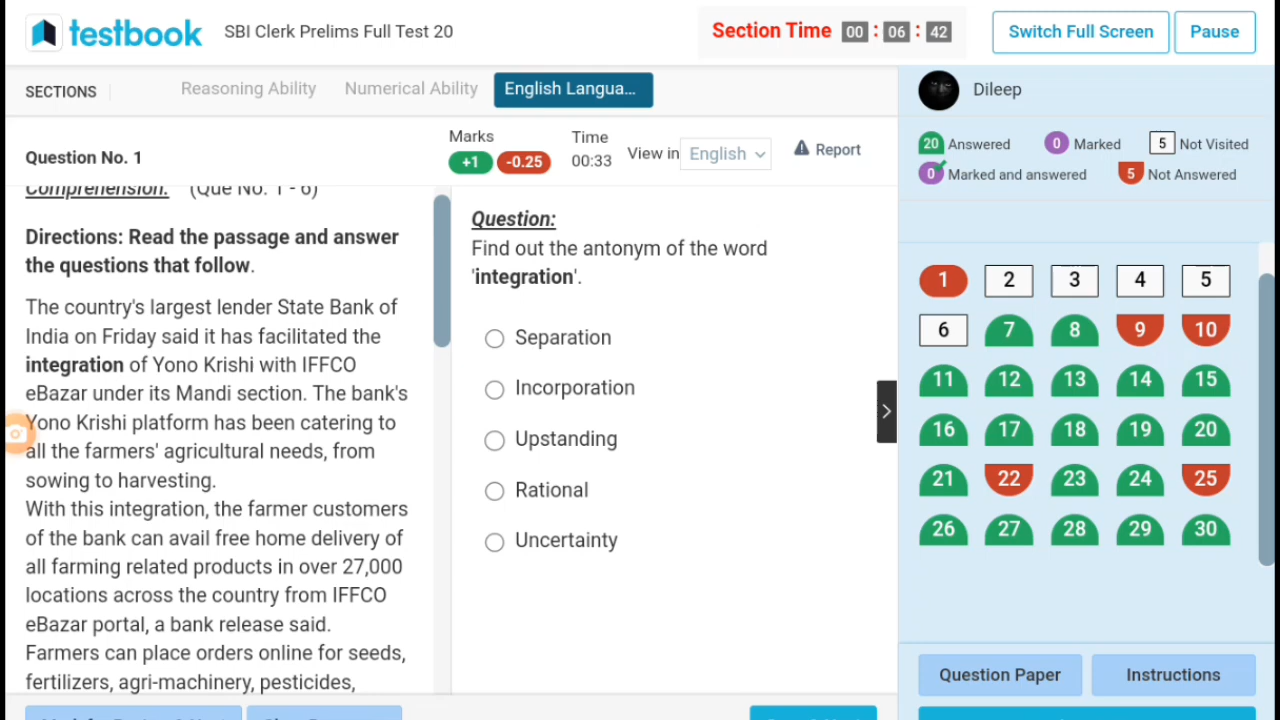 testbook
SBI Clerk Prelims Full Test 20
Section Time 00 : 06 : 42
Switch Full Screen
Pause
SECTIONS
Reasoning Ability
Numerical Ability
English Langua...
Dileep
20 Answered
0 Marked
5 Not Visited
0 Marked and answered
5 Not Answered
Question No. 1
Marks
+1 -0.25
Time
00:33
View in English
Report
Comprehension: (Que No. 1 - 6)
Directions: Read the passage and answer
the questions that follow.
The country's largest lender State Bank of
India on Friday said it has facilitated the
integration of Yono Krishi with IFFCO
eBazar under its Mandi section. The bank's
Yono Krishi platform has been catering to
all the farmers' agricultural needs, from
sowing to harvesting.
With this integration, the farmer customers
of the bank can avail free home delivery of
all farming related products in over 27,000
locations across the country from IFFCO
eBazar portal, a bank release said.
Farmers can place orders online for seeds,
fertilizers, agri-machinery, pesticides,
Question:
Find out the antonym of the word
'integration'.
Separation
Incorporation
Upstanding
Rational
Uncertainty
1 2 3 4 5
6 7 8 9 10
11 12 13 14 15
16 17 18 19 20
21 22 23 24 25
26 27 28 29 30
Question Paper
Instructions